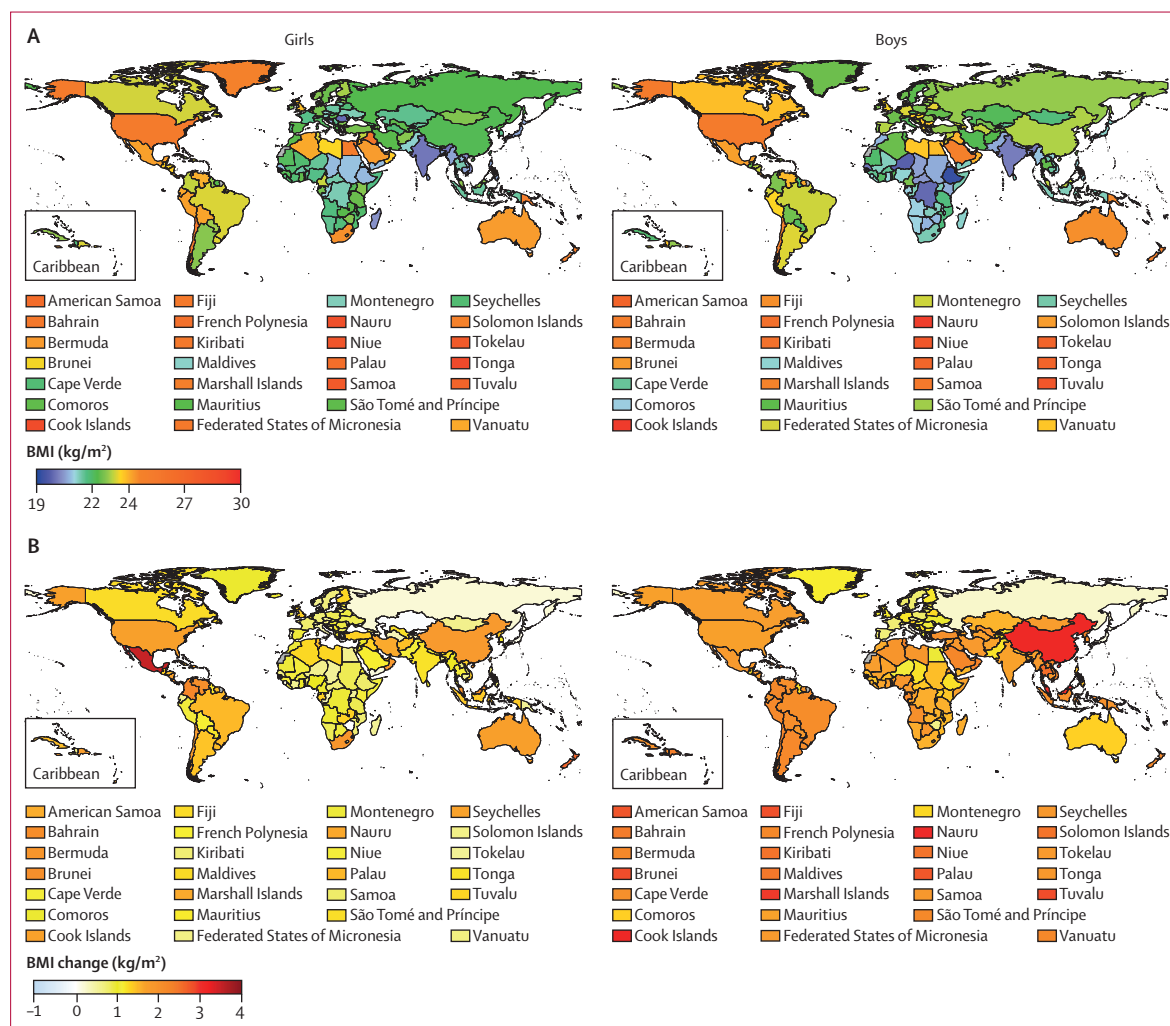 A
Girls
Boys
Caribbean
Caribbean
American Samoa Fiji Montenegro Seychelles
Bahrain French Polynesia Nauru Solomon Islands
Bermuda Kiribati Niue Tokelau
Brunei Maldives Palau Tonga
Cape Verde Marshall Islands Samoa Tuvalu
Comoros Mauritius São Tomé and Príncipe
Cook Islands Federated States of Micronesia Vanuatu
American Samoa Fiji Montenegro Seychelles
Bahrain French Polynesia Nauru Solomon Islands
Bermuda Kiribati Niue Tokelau
Brunei Maldives Palau Tonga
Cape Verde Marshall Islands Samoa Tuvalu
Comoros Mauritius São Tomé and Príncipe
Cook Islands Federated States of Micronesia Vanuatu
BMI (kg/m²)
19 22 24 27 30
B
Caribbean
Caribbean
American Samoa Fiji Montenegro Seychelles
Bahrain French Polynesia Nauru Solomon Islands
Bermuda Kiribati Niue Tokelau
Brunei Maldives Palau Tonga
Cape Verde Marshall Islands Samoa Tuvalu
Comoros Mauritius São Tomé and Príncipe
Cook Islands Federated States of Micronesia Vanuatu
American Samoa Fiji Montenegro Seychelles
Bahrain French Polynesia Nauru Solomon Islands
Bermuda Kiribati Niue Tokelau
Brunei Maldives Palau Tonga
Cape Verde Marshall Islands Samoa Tuvalu
Comoros Mauritius São Tomé and Príncipe
Cook Islands Federated States of Micronesia Vanuatu
BMI change (kg/m²)
–1 0 1 2 3 4